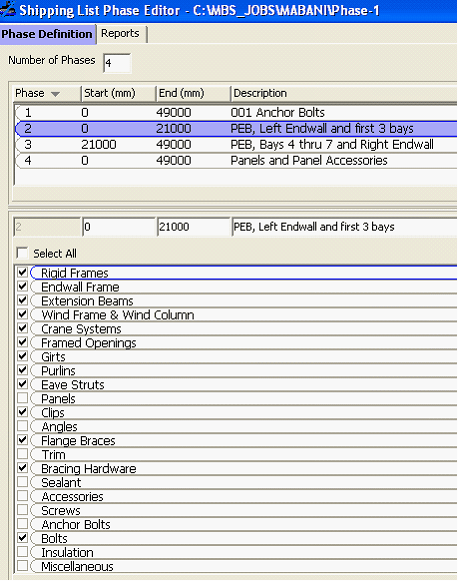 Shipping List Phase Editor - C:\MBS_JOBS\MABANI\Phase-1
Phase Definition Reports
Number of Phases 4
Phase Start (mm) End (mm) Description
1 0 49000 001 Anchor Bolts
2 0 21000 PEB, Left Endwall and first 3 bays
3 21000 49000 PEB, Bays 4 thru 7 and Right Endwall
4 0 49000 Panels and Panel Accessories
2 0 21000 PEB, Left Endwall and first 3 bays
Select All
Rigid Frames
Endwall Frame
Extension Beams
Wind Frame & Wind Column
Crane Systems
Framed Openings
Girts
Purlins
Eave Struts
Panels
Clips
Angles
Flange Braces
Trim
Bracing Hardware
Sealant
Accessories
Screws
Anchor Bolts
Bolts
Insulation
Miscellaneous